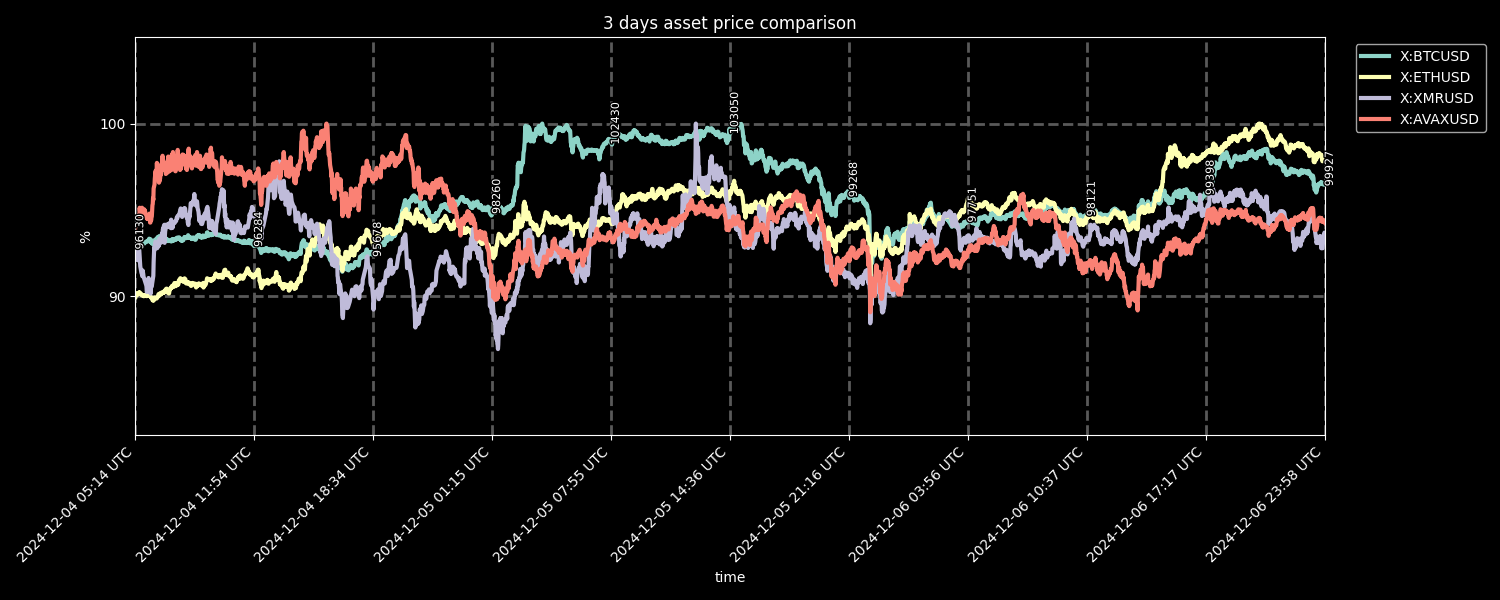 3 days asset price comparison
X:BTCUSD
X:ETHUSD
X:XMRUSD
X:AVAXUSD
100
90
%
96130
96284
95678
98260
102430
103050
99268
97751
98121
99398
99927
2024-12-04 05:14 UTC
2024-12-04 11:54 UTC
2024-12-04 18:34 UTC
2024-12-05 01:15 UTC
2024-12-05 07:55 UTC
2024-12-05 14:36 UTC
2024-12-05 21:16 UTC
2024-12-06 03:56 UTC
2024-12-06 10:37 UTC
2024-12-06 17:17 UTC
2024-12-06 23:58 UTC
time